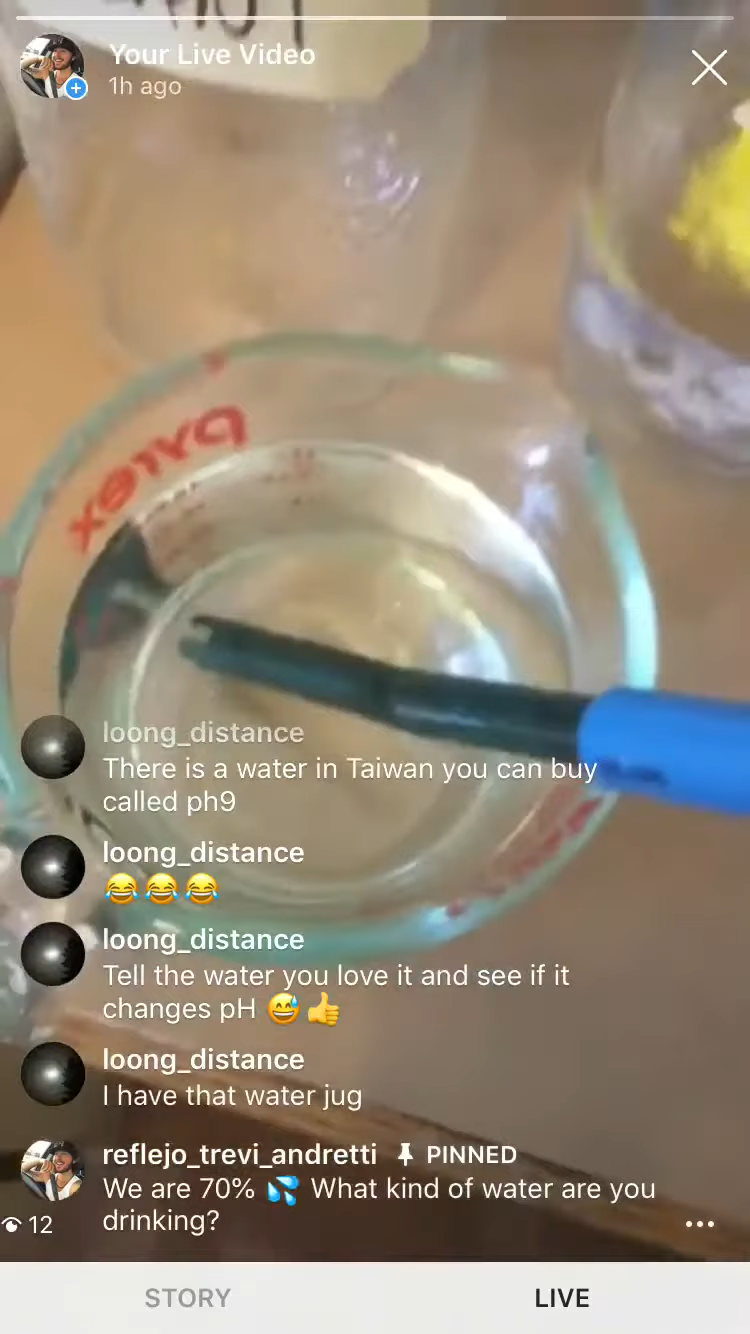 Your Live Video
1h ago
PYREX
loong_distance
There is a water in Taiwan you can buy
called ph9
loong_distance
😂😂😂
loong_distance
Tell the water you love it and see if it
changes pH 😅👍
loong_distance
I have that water jug
reflejo_trevi_andretti PINNED
We are 70% 💦 What kind of water are you
drinking?
12
STORY
LIVE